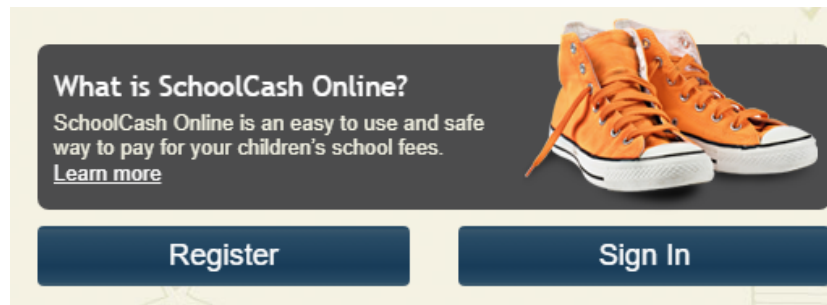 What is SchoolCash Online?
SchoolCash Online is an easy to use and safe
way to pay for your children's school fees.
Learn more
Register
Sign In